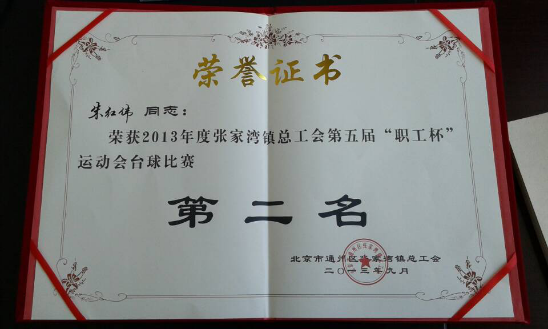 荣誉证书
朱红伟 同志：
荣获2013年度张家湾镇总工会第五届“职工杯”
运动会台球比赛
第二名
北京市通州区张家湾镇总工会
二〇一三年九月